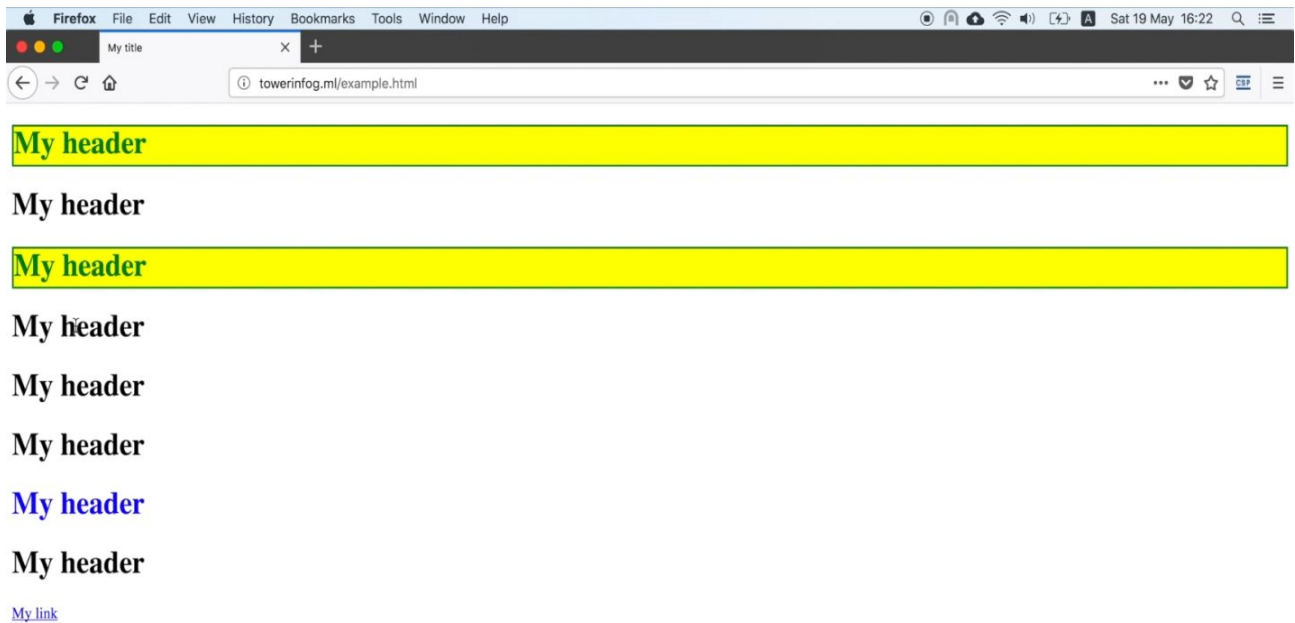 Firefox File Edit View History Bookmarks Tools Window Help A Sat 19 May 16:22
My title
towerinfog.ml/example.html CSP
My header
My header
My header
My header
My header
My header
My header
My header
My link